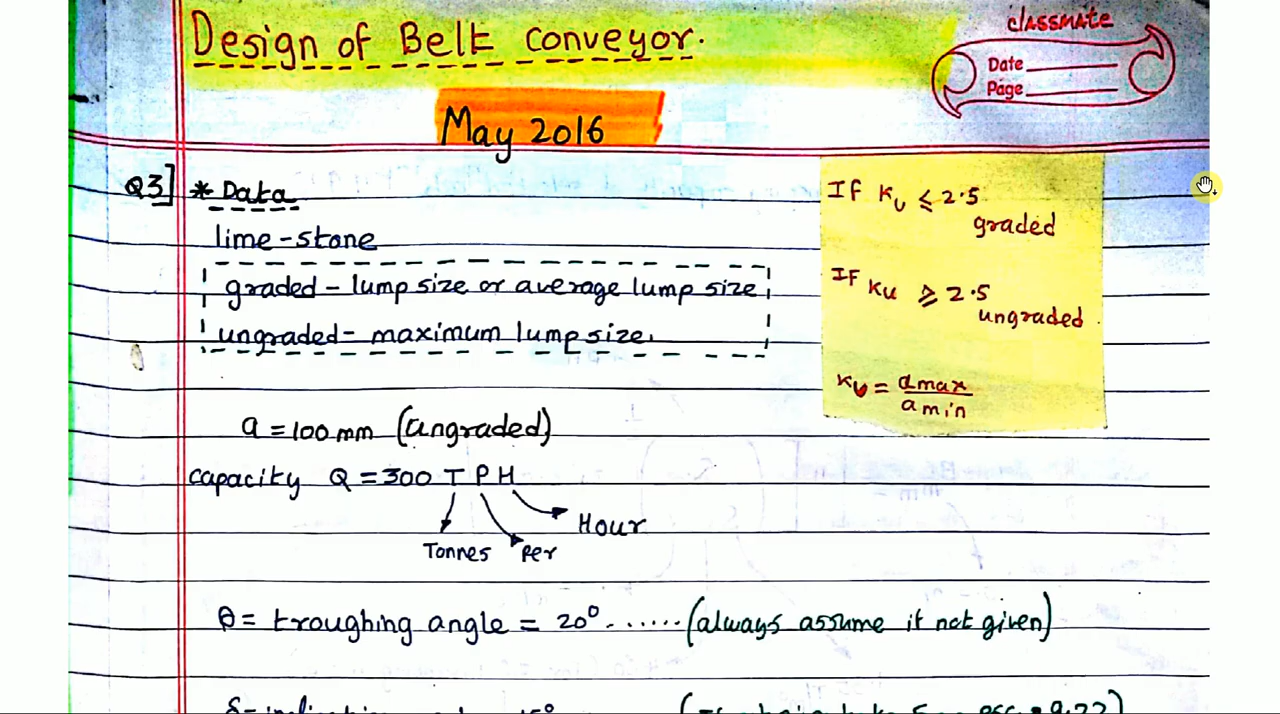 Design of Belt conveyor.
classmate
Date
Page
May 2016
Q3] * Data
lime-stone
graded - lump size or average lump size
ungraded - maximum lump size.
If Ku ≤ 2.5
graded
If Ku ≥ 2.5
ungraded
Ku = amax
amin
a = 100 mm (ungraded)
capacity Q = 300 T P H
Hour
Tonnes Per
θ = troughing angle = 20° ...... (always assume if not given)